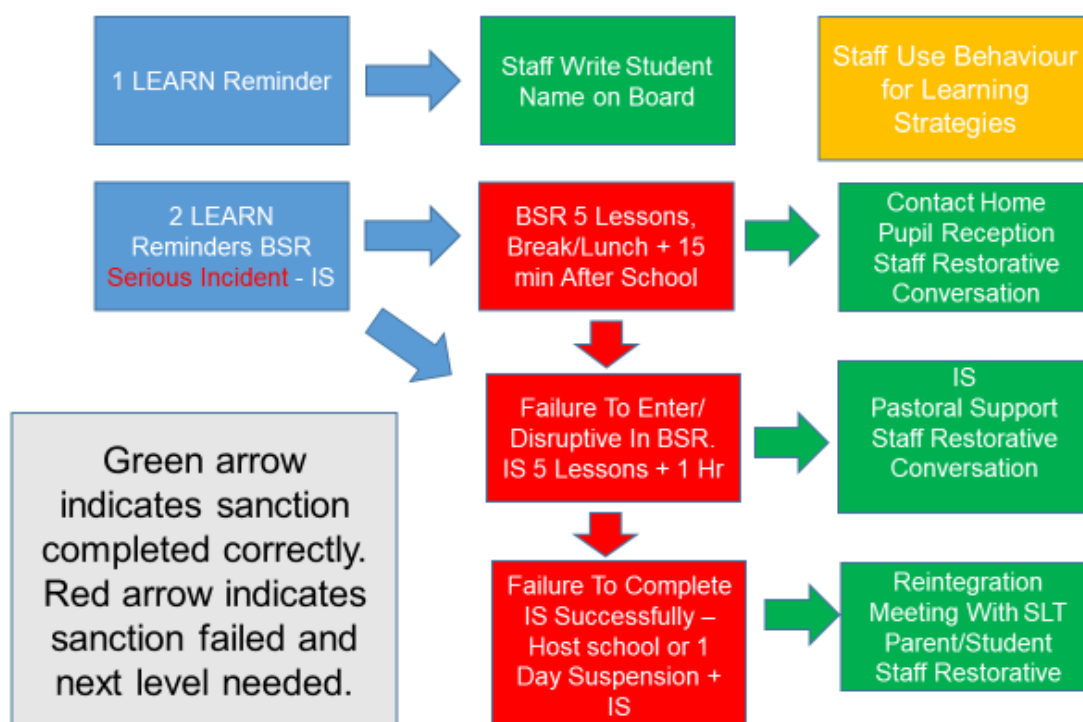 1 LEARN Reminder
Staff Write Student
Name on Board
Staff Use Behaviour
for Learning
Strategies
2 LEARN
Reminders BSR
Serious Incident - IS
BSR 5 Lessons,
Break/Lunch + 15
min After School
Contact Home
Pupil Reception
Staff Restorative
Conversation
Failure To Enter/
Disruptive In BSR.
IS 5 Lessons + 1 Hr
IS
Pastoral Support
Staff Restorative
Conversation
Green arrow
indicates sanction
completed correctly.
Red arrow indicates
sanction failed and
next level needed.
Failure To Complete
IS Successfully –
Host school or 1
Day Suspension +
IS
Reintegration
Meeting With SLT
Parent/Student
Staff Restorative